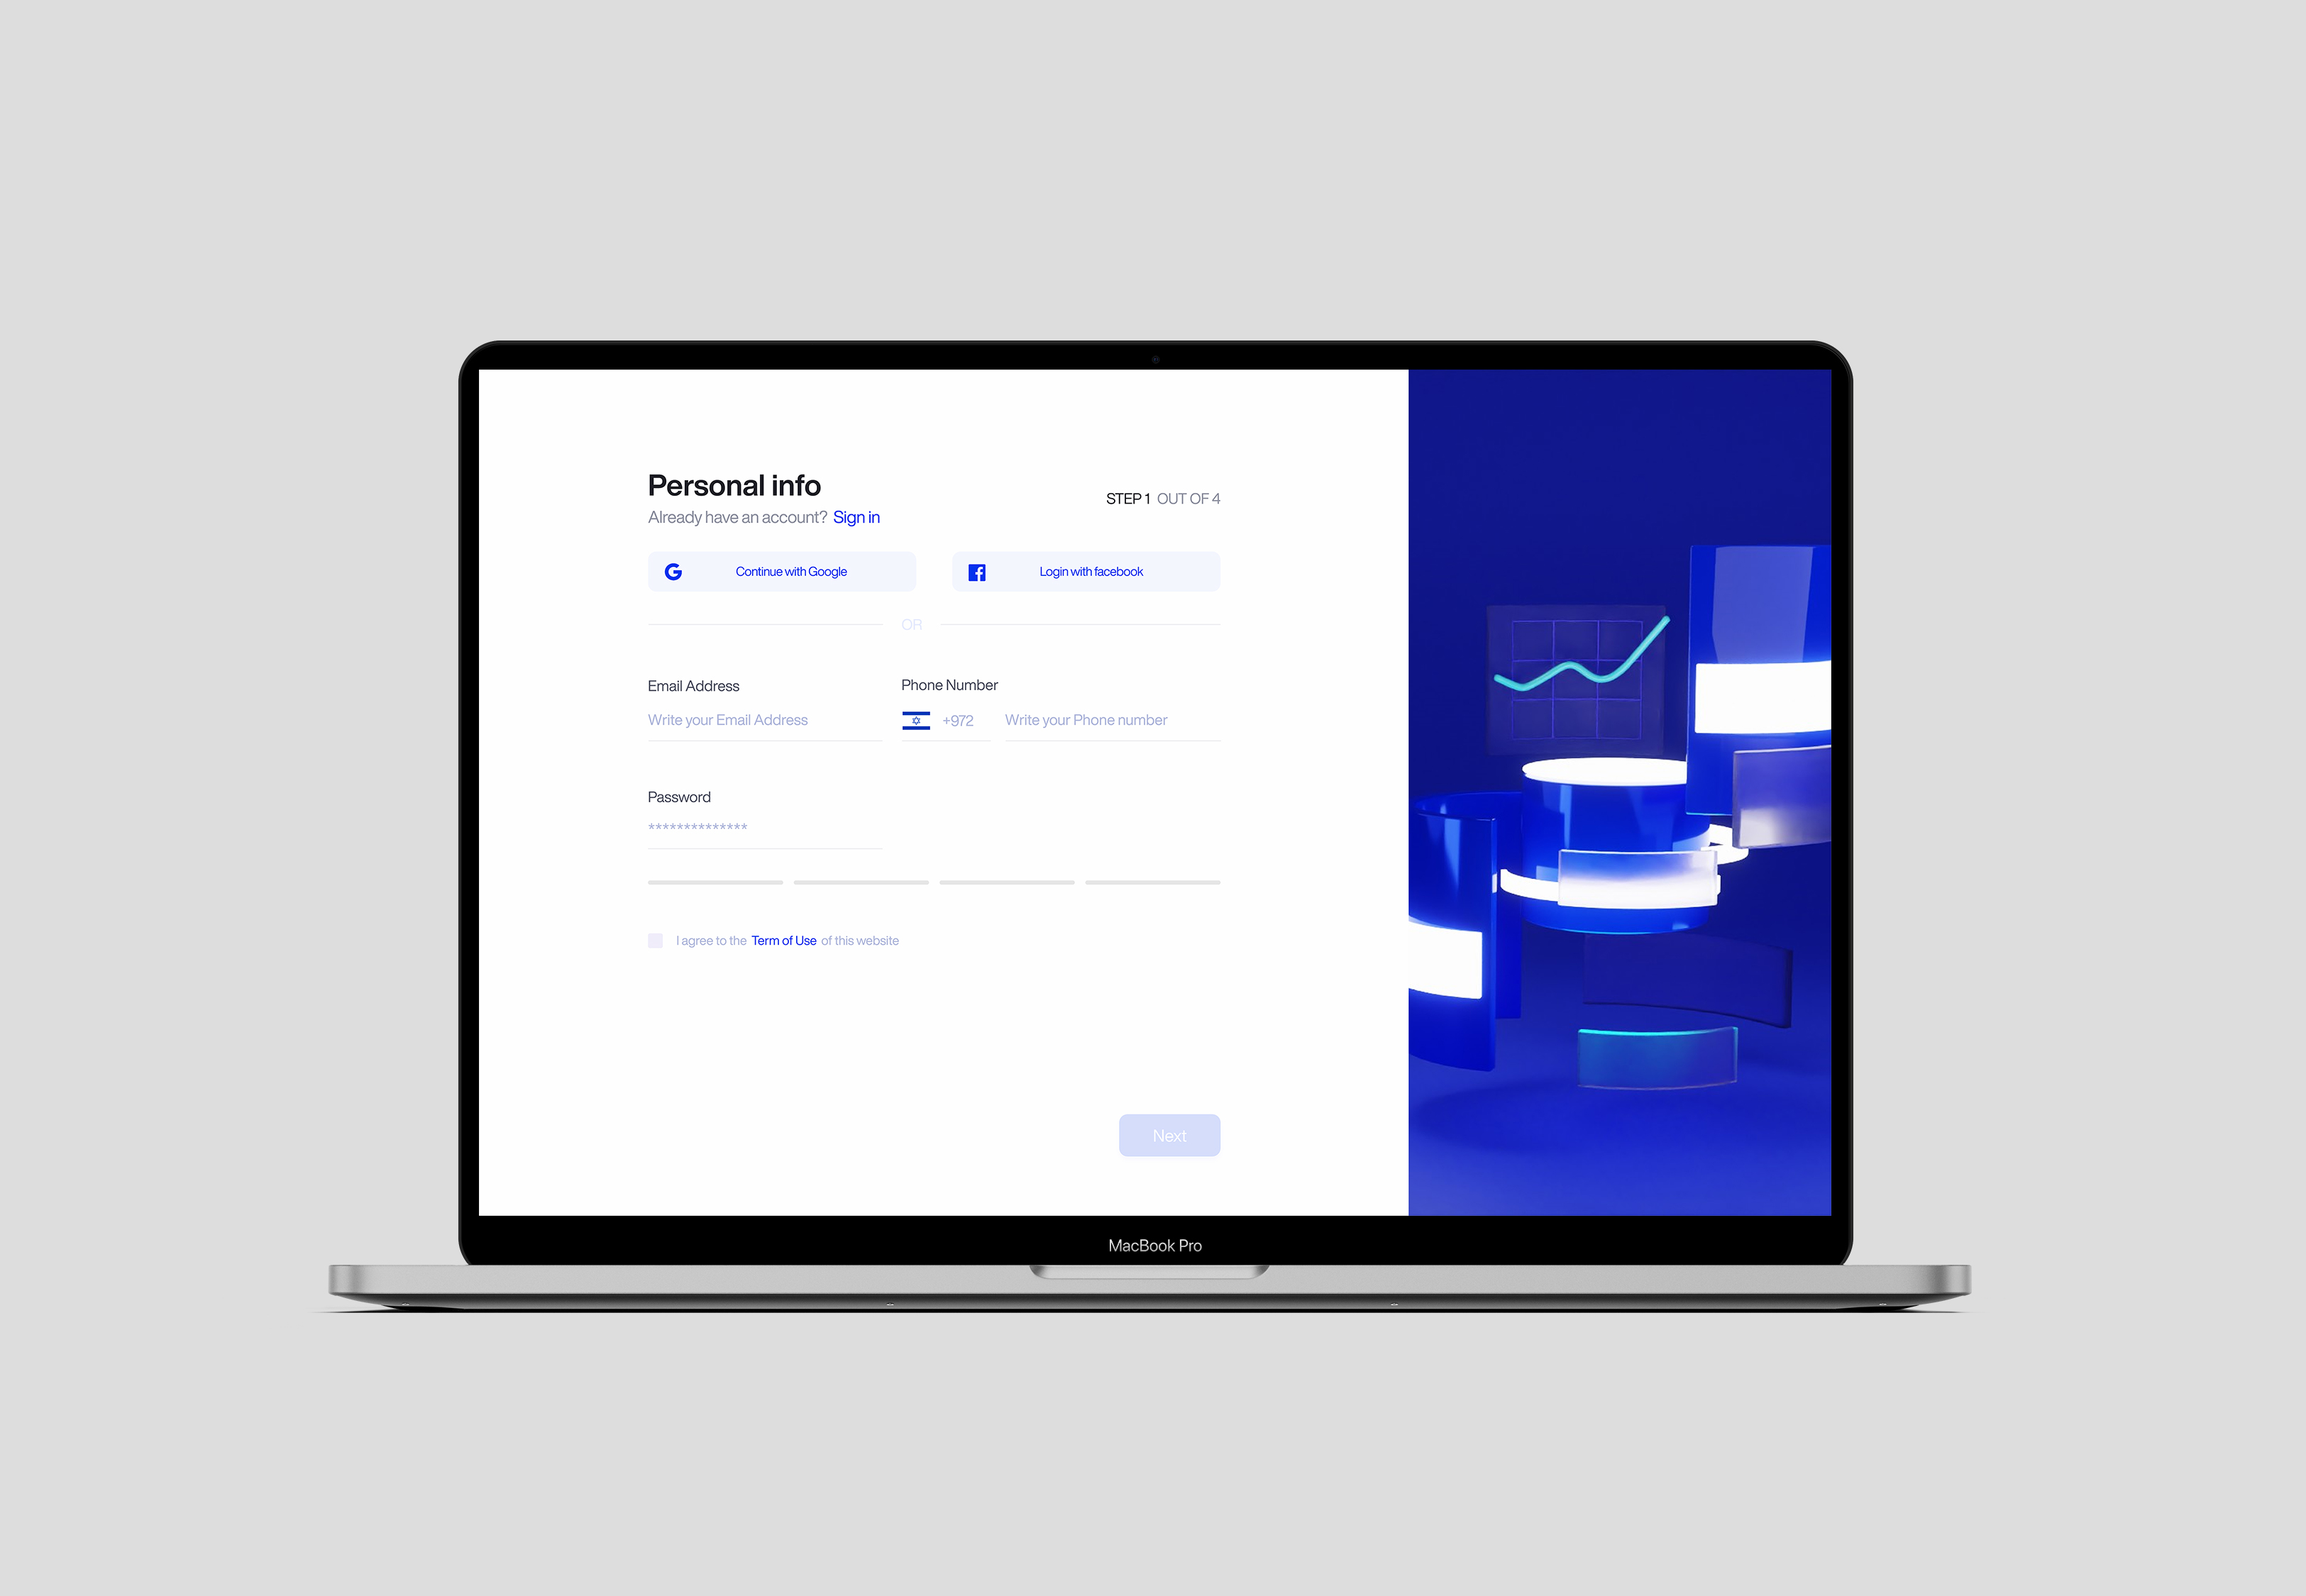 Personal info
Already have an account? Sign in
STEP 1 OUT OF 4
Continue with Google
Login with facebook
OR
Email Address
Phone Number
Write your Email Address
+972
Write your Phone number
Password
**************
I agree to the Term of Use of this website
Next
MacBook Pro